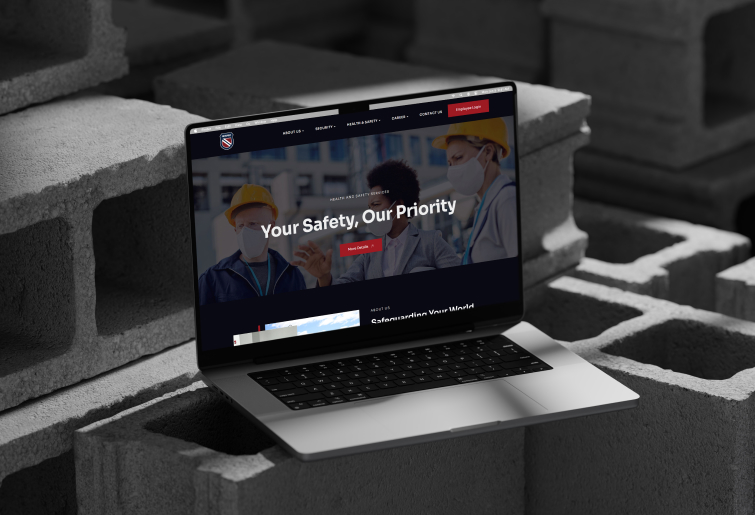 ABOUT US
SECURITY
HEALTH & SAFETY
CAREER
CONTACT US
Employee Login
HEALTH AND SAFETY SERVICES
Your Safety, Our Priority
More Details
ABOUT US
Safeguarding Your World